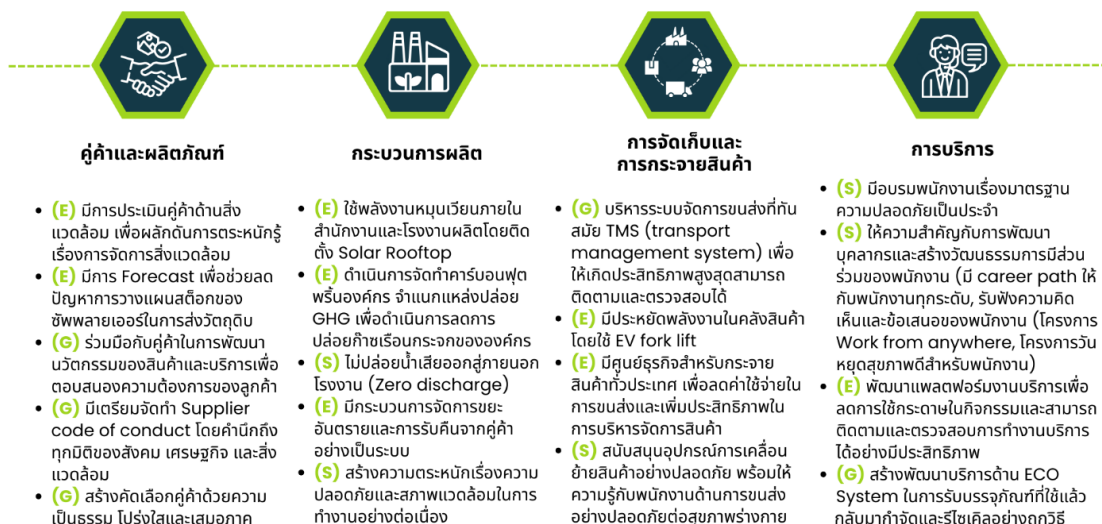 คู่ค้าและผลิตภัณฑ์
• (E) มีการประเมินคู่ค้าด้านสิ่ง
แวดล้อม เพื่อผลักดันการตระหนักรู้
เรื่องการจัดการสิ่งแวดล้อม
• (E) มีการ Forecast เพื่อช่วยลด
ปัญหาการวางแผนสต็อกของ
ซัพพลายเออร์ในการส่งวัตถุดิบ
• (G) ร่วมมือกับคู่ค้าในการพัฒนา
นวัตกรรมของสินค้าและบริการเพื่อ
ตอบสนองความต้องการของลูกค้า
• (G) มีเตรียมจัดทำ Supplier
code of conduct โดยคำนึกถึง
ทุกมิติของสังคม เศรษฐกิจ และสิ่ง
แวดล้อม
• (G) สร้างคัดเลือกคู่ค้าด้วยความ
เป็นธรรม โปร่งใสและเสมอภาค
กระบวนการผลิต
• (E) ใช้พลังงานหมุนเวียนภายใน
สำนักงานและโรงงานผลิตโดยติด
ตั้ง Solar Rooftop
• (E) ดำเนินการจัดทำคาร์บอนฟุต
พริ้นองค์กร จำแนกแหล่งปล่อย
GHG เพื่อดำเนินการลดการ
ปล่อยก๊าซเรือนกระจกขององค์กร
• (S) ไม่ปล่อยน้ำเสียออกสู่ภายนอก
โรงงาน (Zero discharge)
• (E) มีกระบวนการจัดการขยะ
อันตรายและการรับคืนจากคู่ค้า
อย่างเป็นระบบ
• (S) สร้างความตระหนักเรื่องความ
ปลอดภัยและสภาพแวดล้อมในการ
ทำงานอย่างต่อเนื่อง
การจัดเก็บและ
การกระจายสินค้า
• (G) บริหารระบบจัดการขนส่งที่ทัน
สมัย TMS (transport
management system) เพื่อ
ให้เกิดประสิทธิภาพสูงสุดสามารถ
ติดตามและตรวจสอบได้
• (E) มีประหยัดพลังงานในคลังสินค้า
โดยใช้ EV fork lift
• (E) มีศูนย์ธุรกิจสำหรับกระจาย
สินค้าทั่วประเทศ เพื่อลดค่าใช้จ่ายใน
การขนส่งและเพิ่มประสิทธิภาพใน
การบริหารจัดการสินค้า
• (S) สนับสนุนอุปกรณ์การเคลื่อน
ย้ายสินค้าอย่างปลอดภัย พร้อมให้
ความรู้กับพนักงานด้านการขนส่ง
อย่างปลอดภัยต่อสุขภาพร่างกาย
การบริการ
• (S) มีอบรมพนักงานเรื่องมาตรฐาน
ความปลอดภัยเป็นประจำ
• (S) ให้ความสำคัญกับการพัฒนา
บุคลากรและสร้างวัฒนธรรมการมีส่วน
ร่วมของพนักงาน (มี career path ให้
กับพนักงานทุกระดับ, รับฟังความคิด
เห็นและข้อเสนอของพนักงาน (โครงการ
Work from anywhere, โครงการวัน
หยุดสุขภาพดีสำหรับพนักงาน)
• (E) พัฒนาแพลตฟอร์มงานบริการเพื่อ
ลดการใช้กระดาษในกิจกรรมและสามารถ
ติดตามและตรวจสอบการทำงานบริการ
ได้อย่างมีประสิทธิภาพ
• (G) สร้างพัฒนาบริการด้าน ECO
System ในการรับบรรจุภัณฑ์ที่ใช้แล้ว
กลับมากำจัดและรีไซเคิลอย่างถูกวิธี